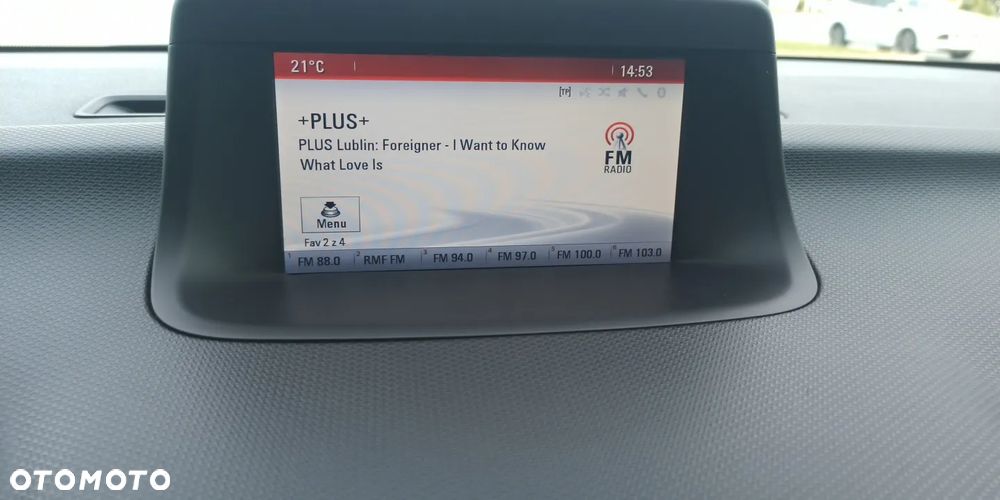 21°C
14:53
[TP]
+PLUS+
PLUS Lublin: Foreigner - I Want to Know
What Love Is
FM
RADIO
Menu
Fav 2 z 4
1 FM 88.0 2 RMF FM 3 FM 94.0 4 FM 97.0 5 FM 100.0 6 FM 103.0
OTOMOTO